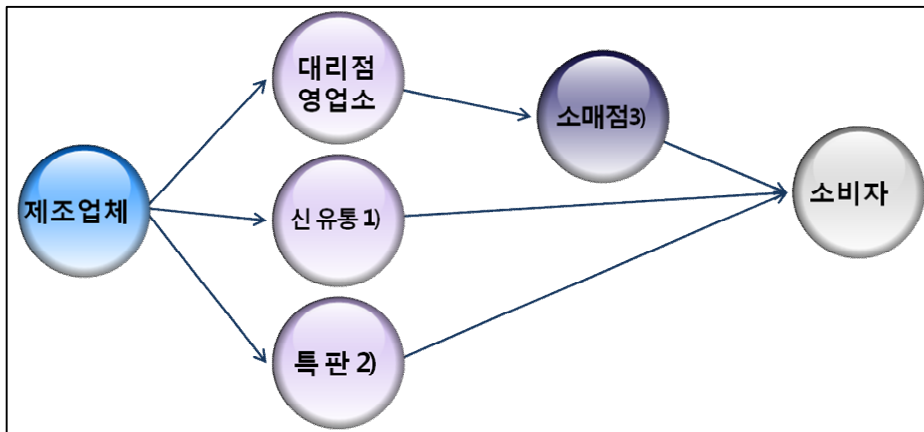 대리점
영업소
소매점3)
제조업체
신 유통 1)
소비자
특 판 2)